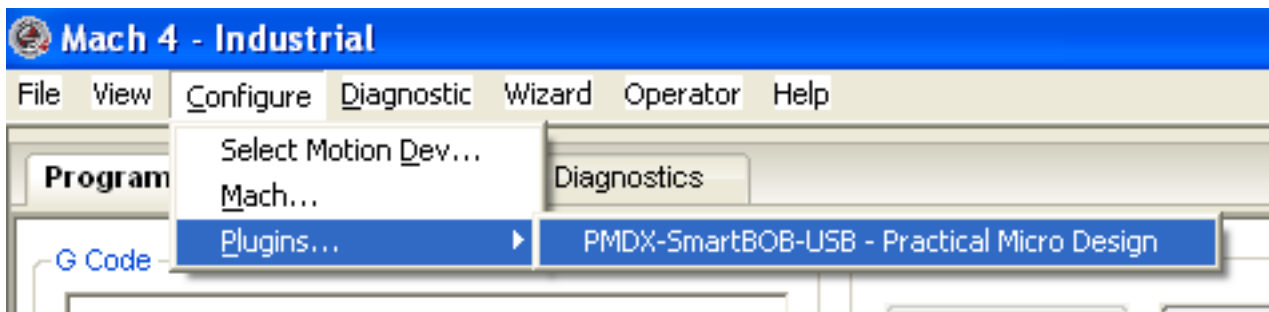 Mach 4 - Industrial
File View Configure Diagnostic Wizard Operator Help
Select Motion Dev...
Program Mach... Diagnostics
Plugins... PMDX-SmartBOB-USB - Practical Micro Design
G Code